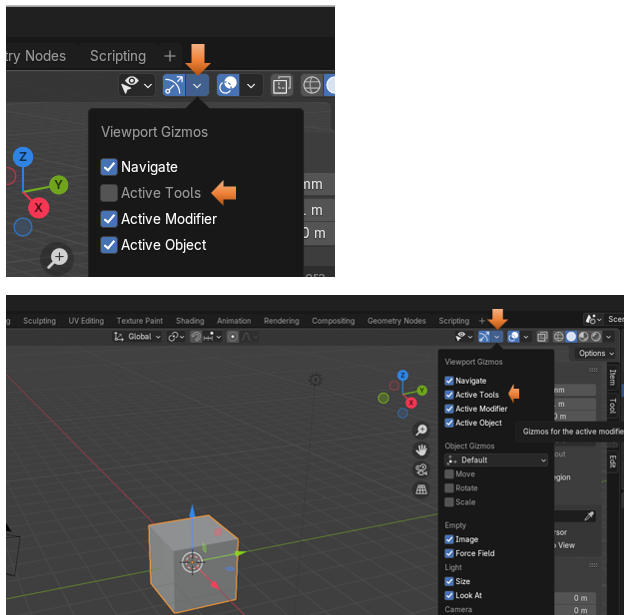 try Nodes Scripting +
Viewport Gizmos
Z
Navigate
Y
mm
Active Tools
X
m
Active Modifier
0 m
Active Object
g Sculpting UV Editing Texture Paint Shading Animation Rendering Compositing Geometry Nodes Scripting + Scen
Global
Options
Viewport Gizmos
Item
Z
Navigate
Y
mm
Active Tools
X
m
Tool
Active Modifier
0 m
Active Object
Gizmos for the active modifie
Object Gizmos
out
Default
Edit
Move
egion
Rotate
Scale
Empty
rsor
Image
o View
Force Field
Light
Size
Look At
0 m
Camera
0 m